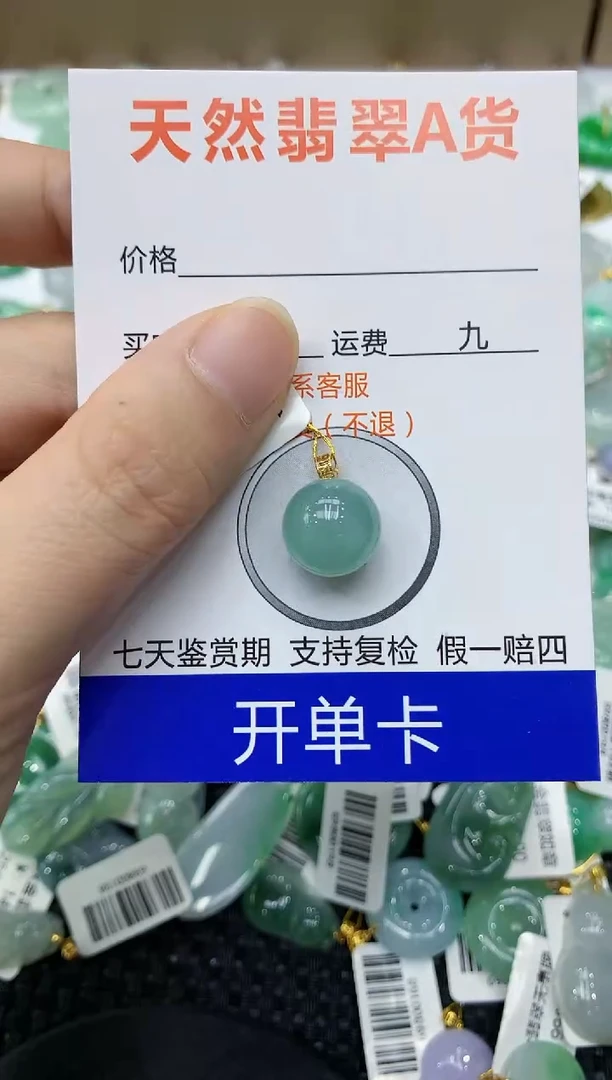 天然翡翠A货
价格
买 运费 九
系客服
(不退)
七天鉴赏期 支持复检 假一赔四
开单卡